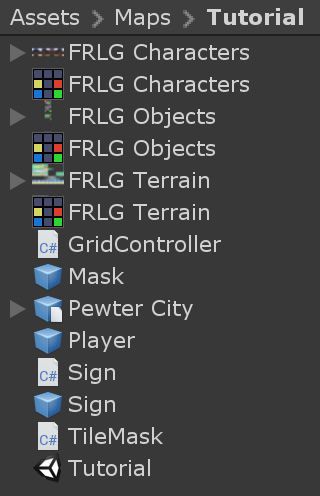 Assets > Maps > Tutorial
FRLG Characters
FRLG Characters
FRLG Objects
FRLG Objects
FRLG Terrain
FRLG Terrain
C# GridController
Mask
Pewter City
Player
C# Sign
Sign
C# TileMask
Tutorial